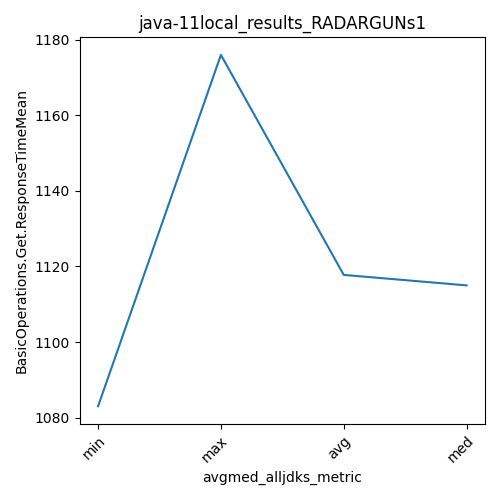 java-11local_results_RADARGUNs1
BasicOperations.Get.ResponseTimeMean
1180
1160
1140
1120
1100
1080
min
max
avg
med
avgmed_alljdks_metric